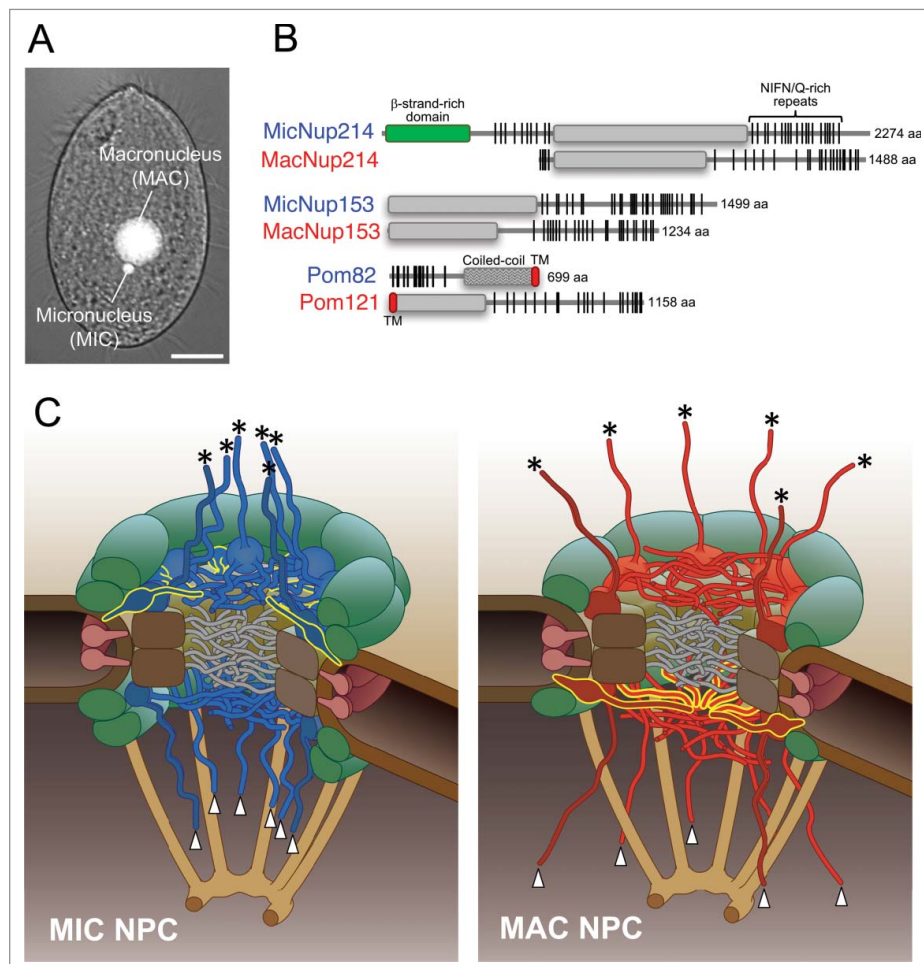 A
Macronucleus
(MAC)
Micronucleus
(MIC)
B
β-strand-rich
domain
NIFN/Q-rich
repeats
MicNup214
2274 aa
MacNup214
1488 aa
MicNup153
1499 aa
MacNup153
1234 aa
Pom82
Coiled-coil
TM
699 aa
Pom121
TM
1158 aa
C
* * * * * *
* * * * * *
MIC NPC
MAC NPC